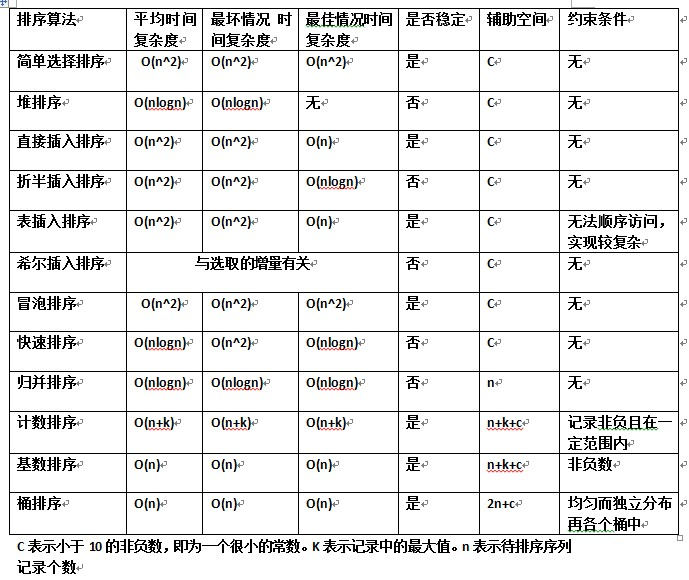 排序算法 平均时间复杂度 最坏情况 时间复杂度 最佳情况时间复杂度 是否稳定 辅助空间 约束条件
简单选择排序 O(n^2) O(n^2) O(n^2) 是 C 无
堆排序 O(nlogn) O(nlogn) 无 否 C 无
直接插入排序 O(n^2) O(n^2) O(n) 是 C 无
折半插入排序 O(n^2) O(n^2) O(nlogn) 否 C 无
表插入排序 O(n^2) O(n^2) O(n) 是 C 无法顺序访问，实现较复杂
希尔插入排序 与选取的增量有关 否 C 无
冒泡排序 O(n^2) O(n^2) O(n^2) 是 C 无
快速排序 O(nlogn) O(n^2) O(nlogn) 否 C 无
归并排序 O(nlogn) O(nlogn) O(nlogn) 否 n 无
计数排序 O(n+k) O(n+k) O(n+k) 是 n+k+c 记录非负且在一定范围内
基数排序 O(n) O(n) O(n) 是 n+k+c 非负数
桶排序 O(n) O(n) O(n) 是 2n+c 均匀而独立分布再各个桶中
C 表示小于 10 的非负数，即为一个很小的常数。K 表示记录中的最大值。n 表示待排序序列
记录个数